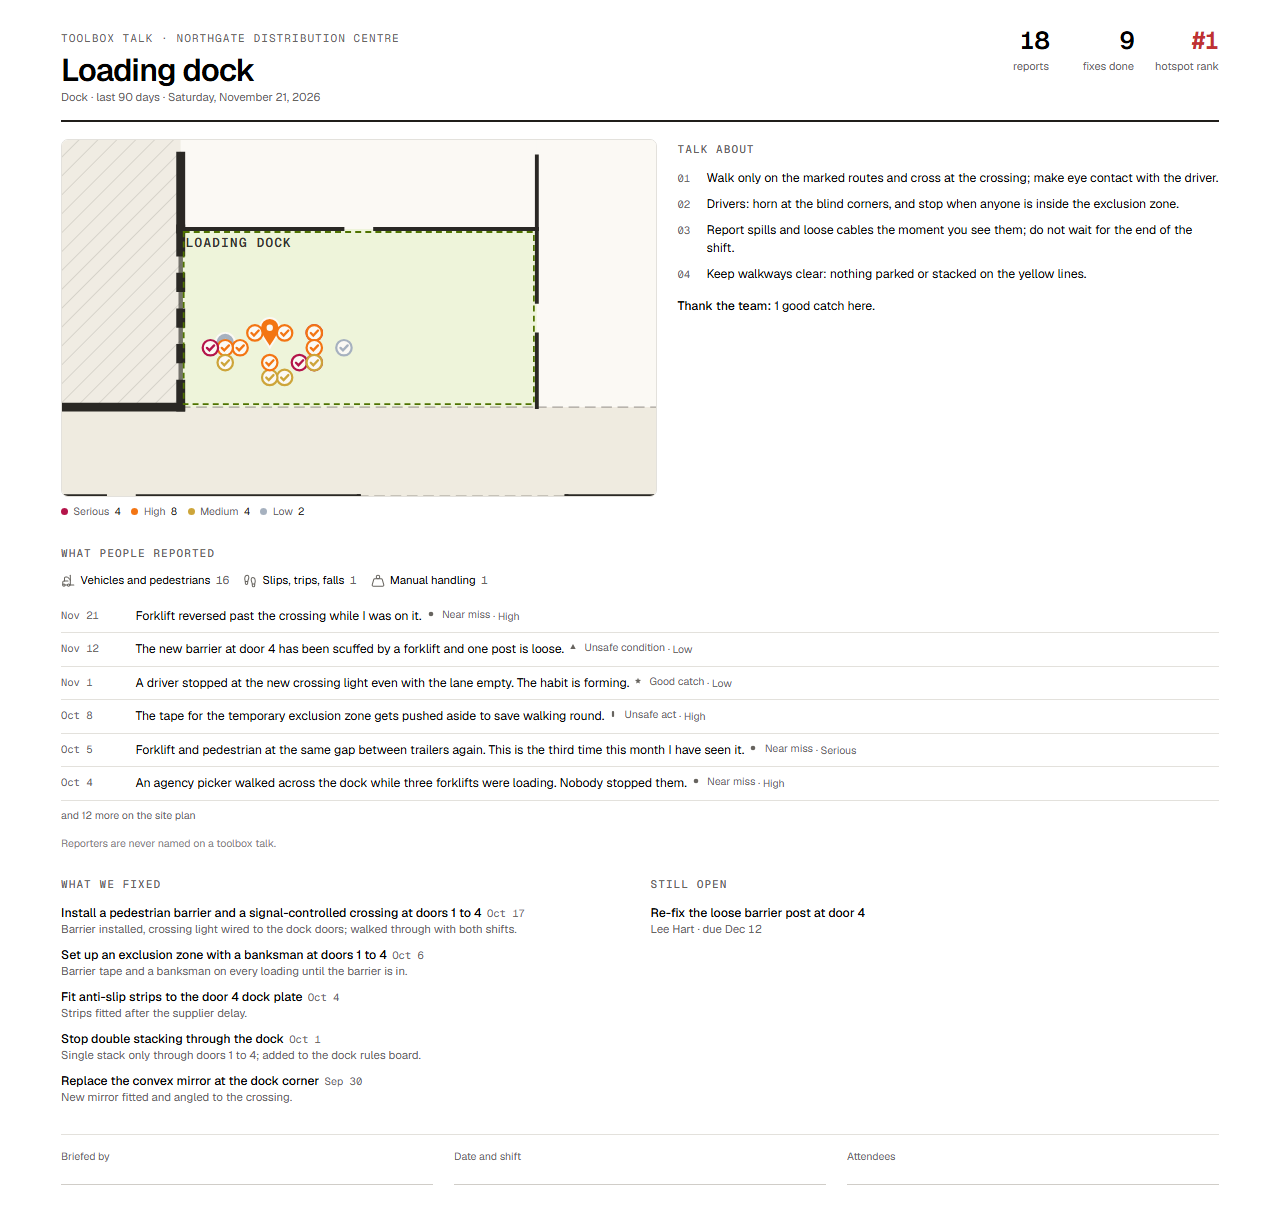 TOOLBOX TALK · NORTHGATE DISTRIBUTION CENTRE
Loading dock
Dock · last 90 days · Saturday, November 21, 2026
18
reports
9
fixes done
#1
hotspot rank
LOADING DOCK
Serious 4 High 8 Medium 4 Low 2
TALK ABOUT
01 Walk only on the marked routes and cross at the crossing; make eye contact with the driver.
02 Drivers: horn at the blind corners, and stop when anyone is inside the exclusion zone.
03 Report spills and loose cables the moment you see them; do not wait for the end of the
shift.
04 Keep walkways clear: nothing parked or stacked on the yellow lines.
Thank the team: 1 good catch here.
WHAT PEOPLE REPORTED
Vehicles and pedestrians 16 Slips, trips, falls 1 Manual handling 1
Nov 21 Forklift reversed past the crossing while I was on it. Near miss · High
Nov 12 The new barrier at door 4 has been scuffed by a forklift and one post is loose. Unsafe condition · Low
Nov 1 A driver stopped at the new crossing light even with the lane empty. The habit is forming. Good catch · Low
Oct 8 The tape for the temporary exclusion zone gets pushed aside to save walking round. Unsafe act · High
Oct 5 Forklift and pedestrian at the same gap between trailers again. This is the third time this month I have seen it. Near miss · Serious
Oct 4 An agency picker walked across the dock while three forklifts were loading. Nobody stopped them. Near miss · High
and 12 more on the site plan
Reporters are never named on a toolbox talk.
WHAT WE FIXED
Install a pedestrian barrier and a signal-controlled crossing at doors 1 to 4 Oct 17
Barrier installed, crossing light wired to the dock doors; walked through with both shifts.
Set up an exclusion zone with a banksman at doors 1 to 4 Oct 6
Barrier tape and a banksman on every loading until the barrier is in.
Fit anti-slip strips to the door 4 dock plate Oct 4
Strips fitted after the supplier delay.
Stop double stacking through the dock Oct 1
Single stack only through doors 1 to 4; added to the dock rules board.
Replace the convex mirror at the dock corner Sep 30
New mirror fitted and angled to the crossing.
STILL OPEN
Re-fix the loose barrier post at door 4
Lee Hart · due Dec 12
Briefed by
Date and shift
Attendees